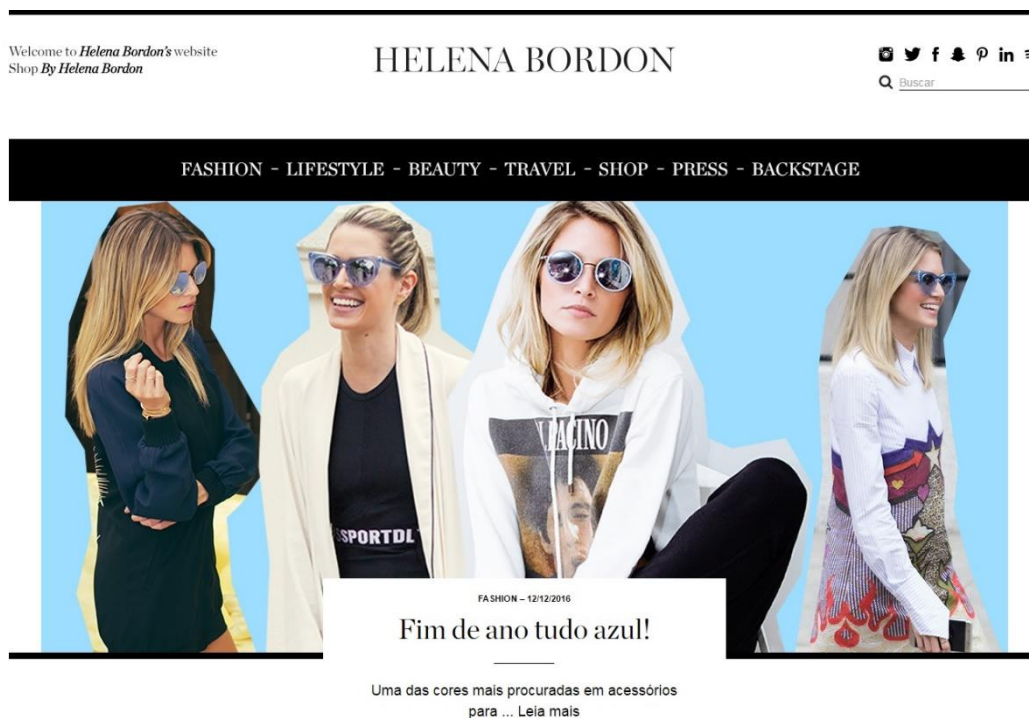 Welcome to Helena Bordon's website
Shop By Helena Bordon
HELENA BORDON
Buscar
FASHION - LIFESTYLE - BEAUTY - TRAVEL - SHOP - PRESS - BACKSTAGE
PACINO
SSPORTDL
FASHION – 12/12/2016
Fim de ano tudo azul!
Uma das cores mais procuradas em acessórios
para ... Leia mais